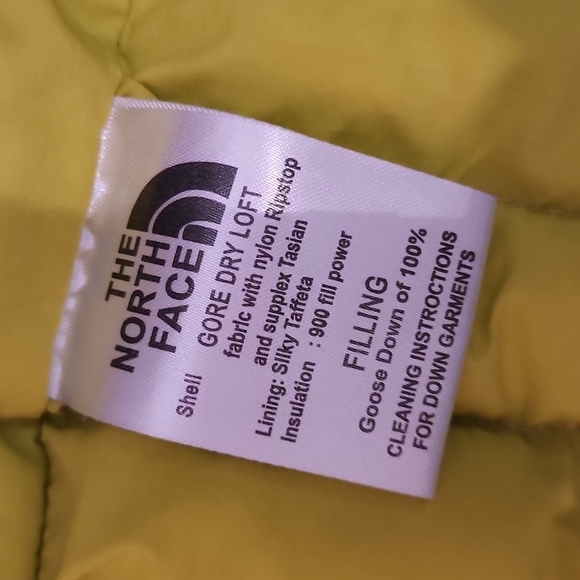 THE
NORTH
FACE
Shell GORE DRY LOFT
fabric with nylon Ripstop
and supplex Taslan
Lining: Silky Taffeta
Insulation : 900 fill power
FILLING
Goose Down of 100%
CLEANING INSTRUCTIONS
FOR DOWN GARMENTS